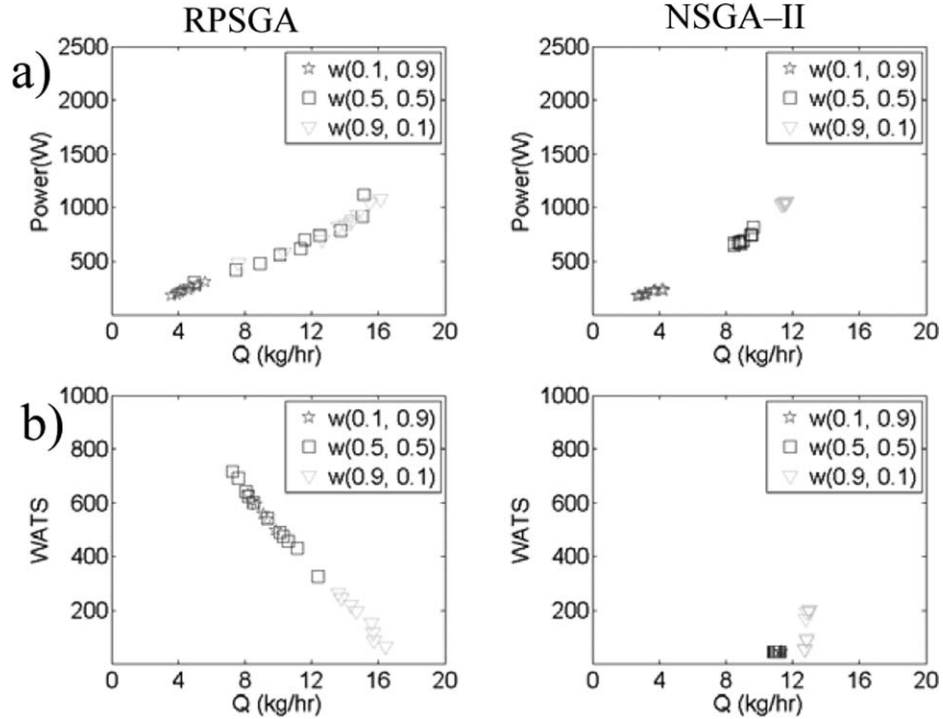 RPSGA
NSGA–II
a)
2500
2000
1500
1000
500
Power(W)
w(0.1, 0.9)
w(0.5, 0.5)
w(0.9, 0.1)
0 4 8 12 16 20
Q (kg/hr)
2500
2000
1500
1000
500
Power(W)
w(0.1, 0.9)
w(0.5, 0.5)
w(0.9, 0.1)
0 4 8 12 16 20
Q (kg/hr)
b)
1000
800
600
400
200
WATS
w(0.1, 0.9)
w(0.5, 0.5)
w(0.9, 0.1)
0 4 8 12 16 20
Q (kg/hr)
1000
800
600
400
200
WATS
w(0.1, 0.9)
w(0.5, 0.5)
w(0.9, 0.1)
0 4 8 12 16 20
Q (kg/hr)